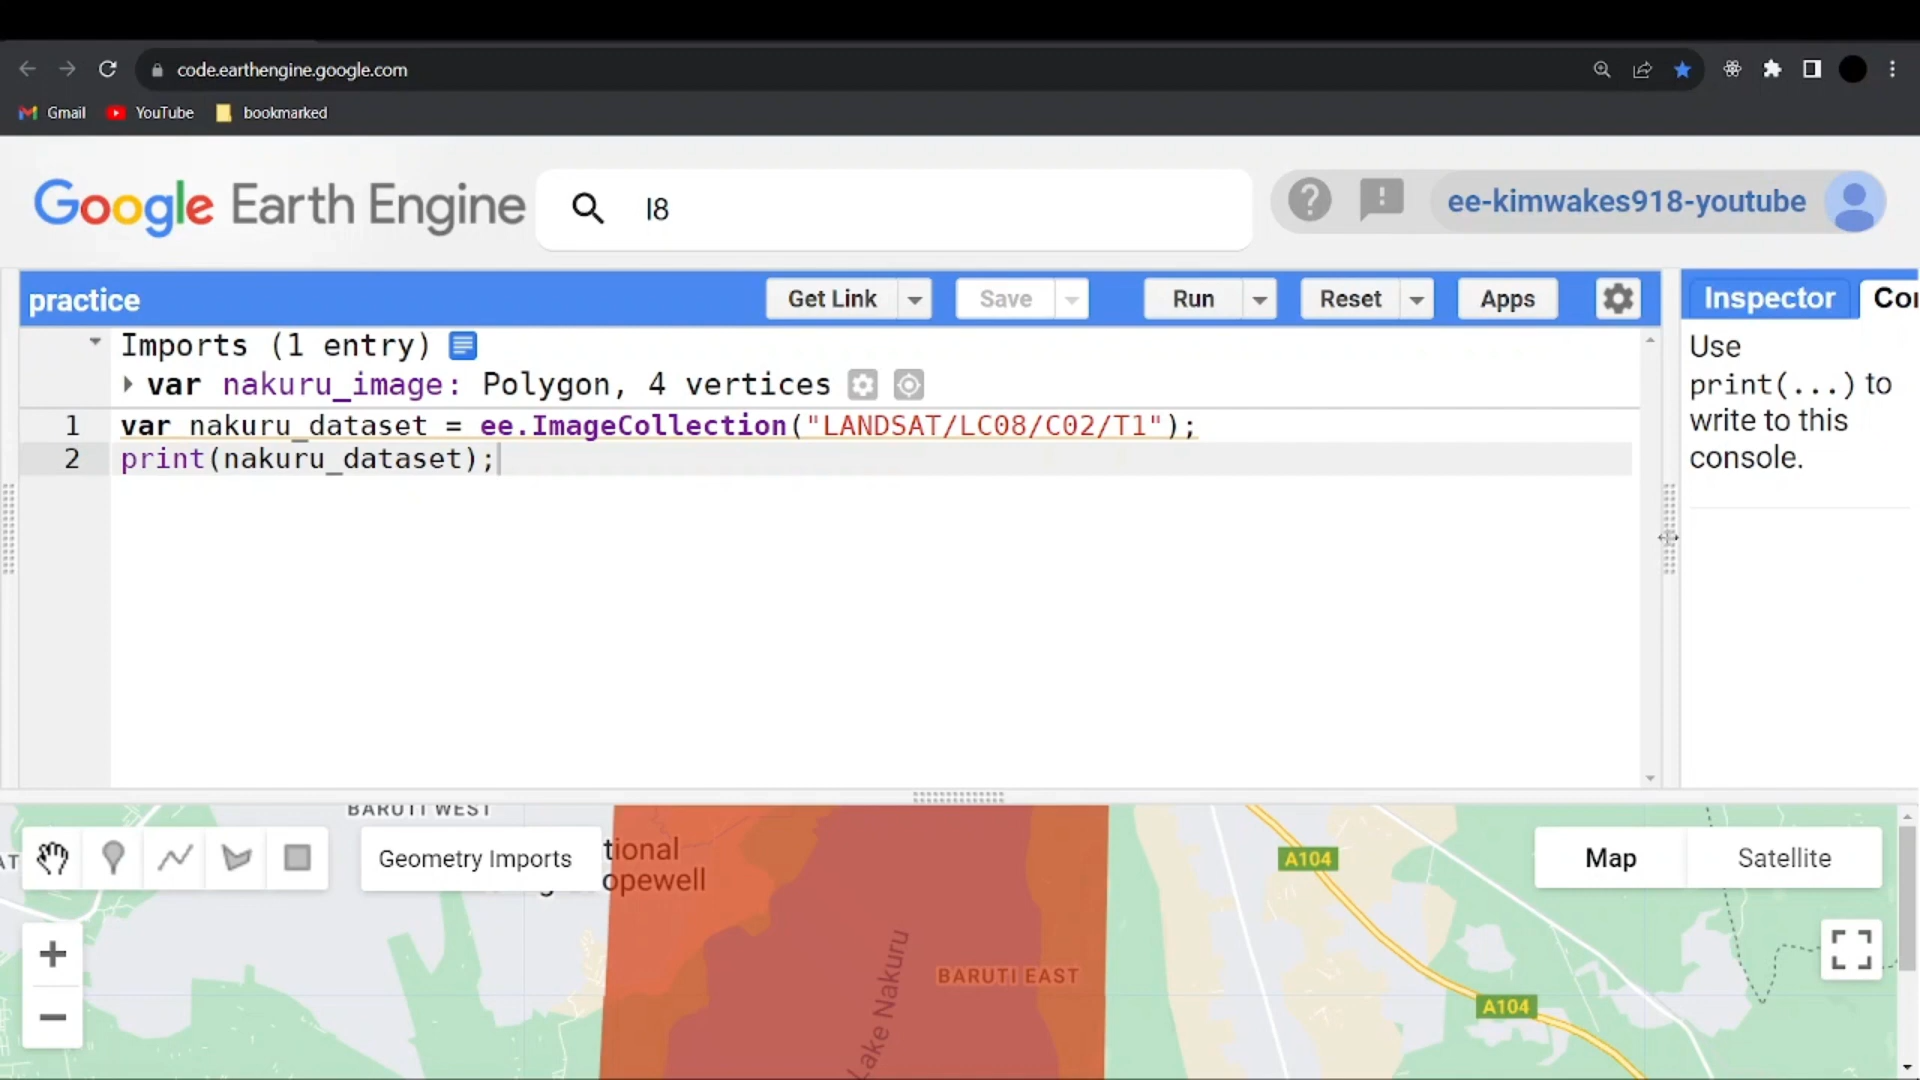 code.earthengine.google.com
Gmail YouTube bookmarked
Google Earth Engine l8 ee-kimwakes918-youtube
practice Get Link Save Run Reset Apps Inspector
Imports (1 entry)
var nakuru_image: Polygon, 4 vertices
1 var nakuru_dataset = ee.ImageCollection("LANDSAT/LC08/C02/T1");
2 print(nakuru_dataset);
Use
print(...) to
write to this
console.
BARUTI WEST
Geometry Imports
tional
opewell
A104
Map Satellite
BARUTI EAST
Lake Nakuru
A104